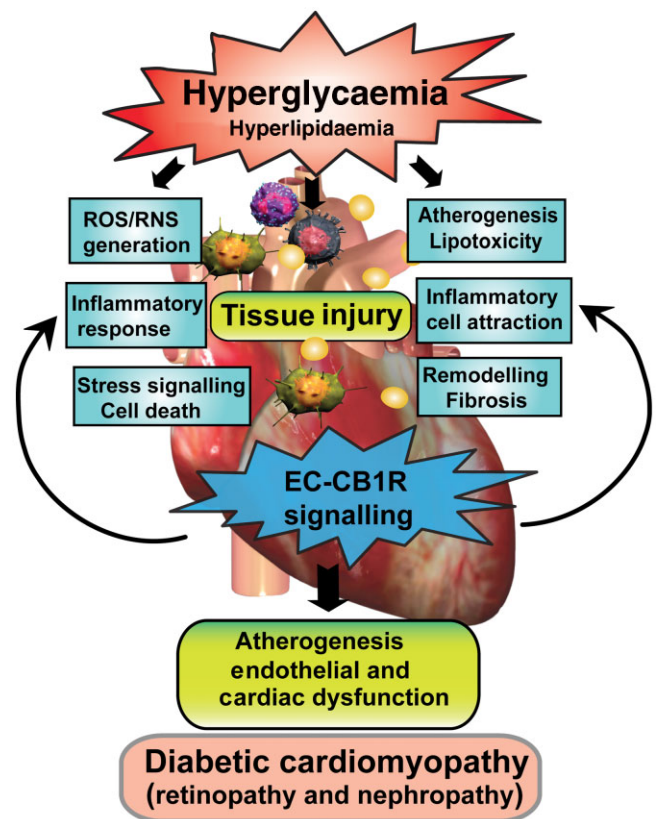 Hyperglycaemia
Hyperlipidaemia
ROS/RNS
generation
Atherogenesis
Lipotoxicity
Inflammatory
response
Tissue injury
Inflammatory
cell attraction
Stress signalling
Cell death
Remodelling
Fibrosis
EC-CB1R
signalling
Atherogenesis
endothelial and
cardiac dysfunction
Diabetic cardiomyopathy
(retinopathy and nephropathy)